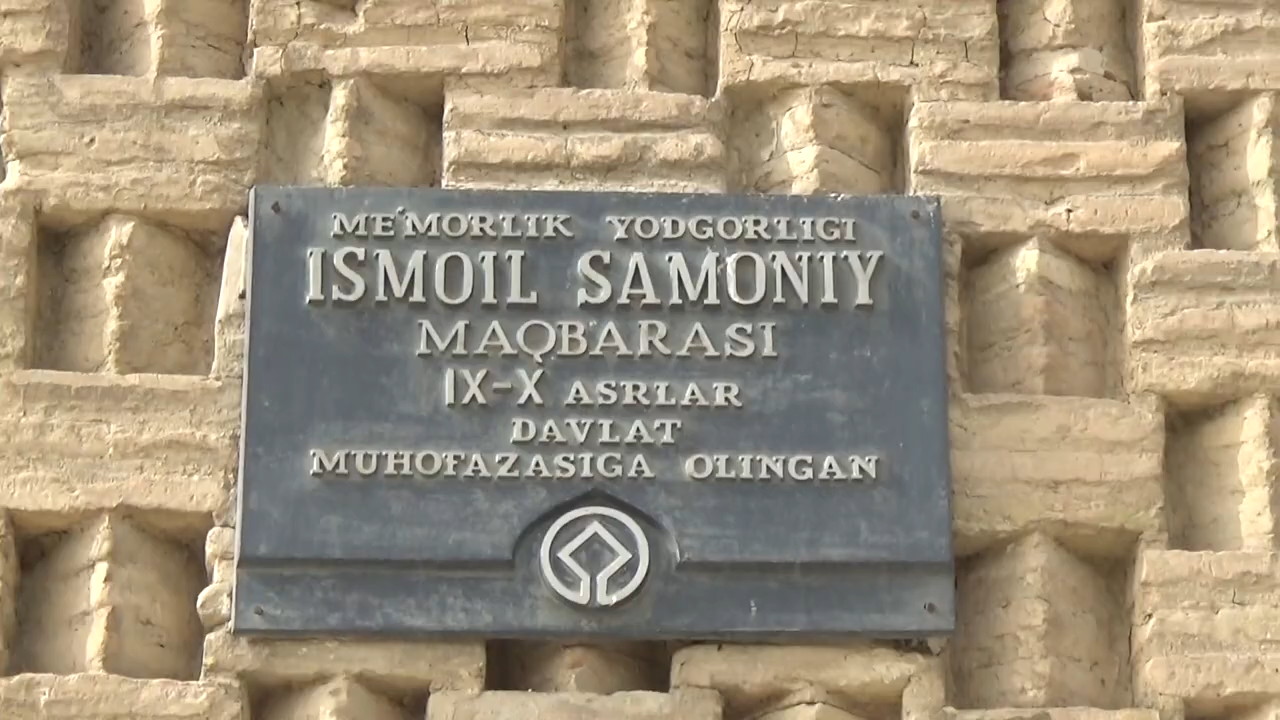 ME'MORLIK YODGORLIGI
ISMOIL SAMONIY
MAQBARASI
IX-X ASRLAR
DAVLAT
MUHOFAZASIGA OLINGAN